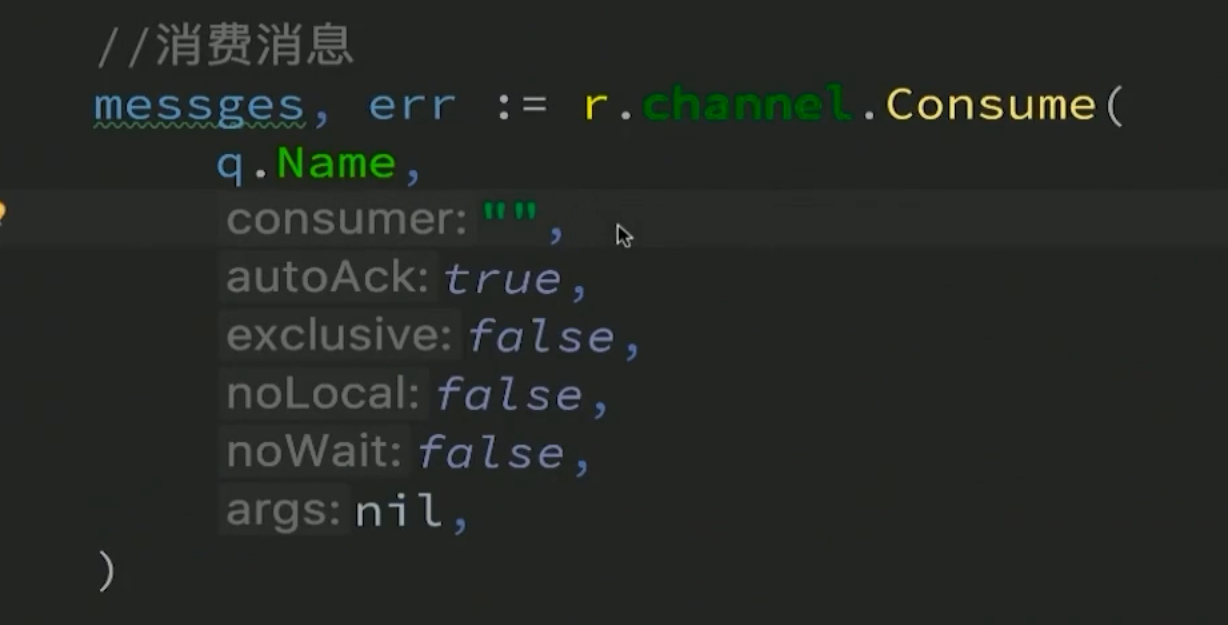 //消费消息
messges, err := r.channel.Consume(
q.Name,
consumer: "",
autoAck: true,
exclusive: false,
noLocal: false,
noWait: false,
args: nil,
)